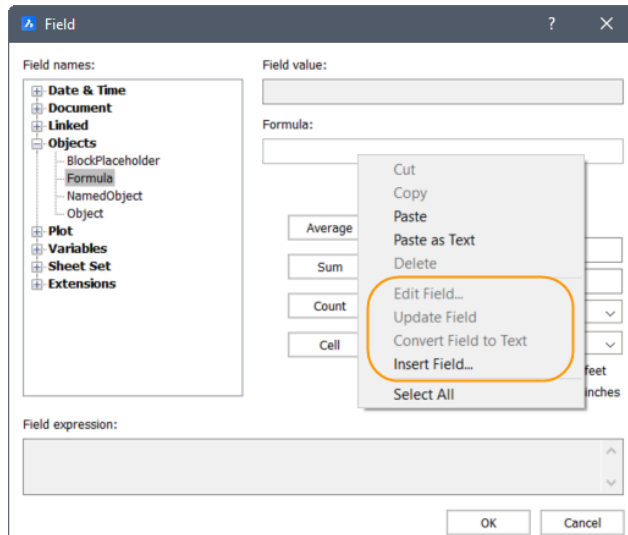 Field
?
Field names:
Date & Time
Document
Linked
Objects
BlockPlaceholder
Formula
NamedObject
Object
Plot
Variables
Sheet Set
Extensions
Field value:
Formula:
Average
Sum
Count
Cell
Cut
Copy
Paste
Paste as Text
Delete
Edit Field...
Update Field
Convert Field to Text
Insert Field...
Select All
feet
inches
Field expression:
OK
Cancel